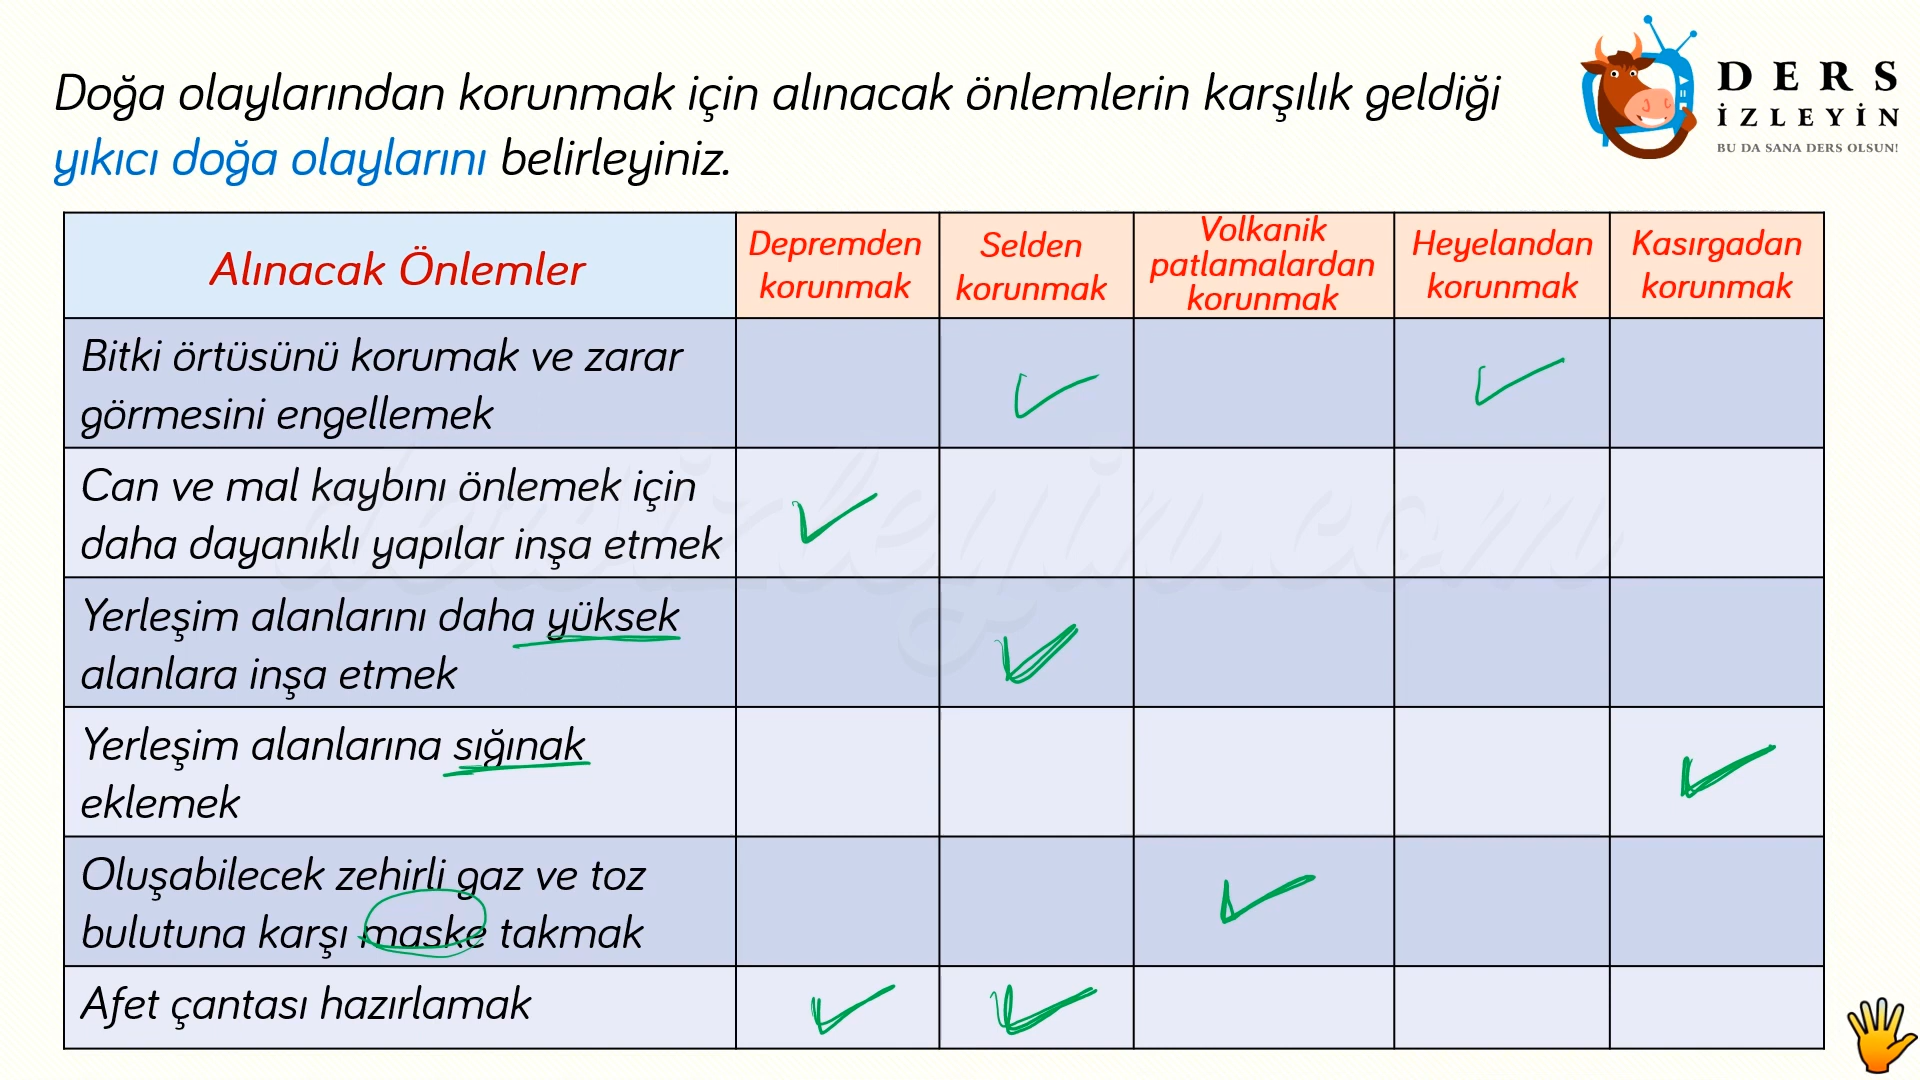 Doğa olaylarından korunmak için alınacak önlemlerin karşılık geldiği
yıkıcı doğa olaylarını belirleyiniz.
DERS
İZLEYİN
BU DA SANA DERS OLSUN!
Alınacak Önlemler
Depremden
korunmak
Selden
korunmak
Volkanik
patlamalardan
korunmak
Heyelandan
korunmak
Kasırgadan
korunmak
Bitki örtüsünü korumak ve zarar
görmesini engellemek
Can ve mal kaybını önlemek için
daha dayanıklı yapılar inşa etmek
Yerleşim alanlarını daha yüksek
alanlara inşa etmek
Yerleşim alanlarına sığınak
eklemek
Oluşabilecek zehirli gaz ve toz
bulutuna karşı maske takmak
Afet çantası hazırlamak
dersizleyin.com